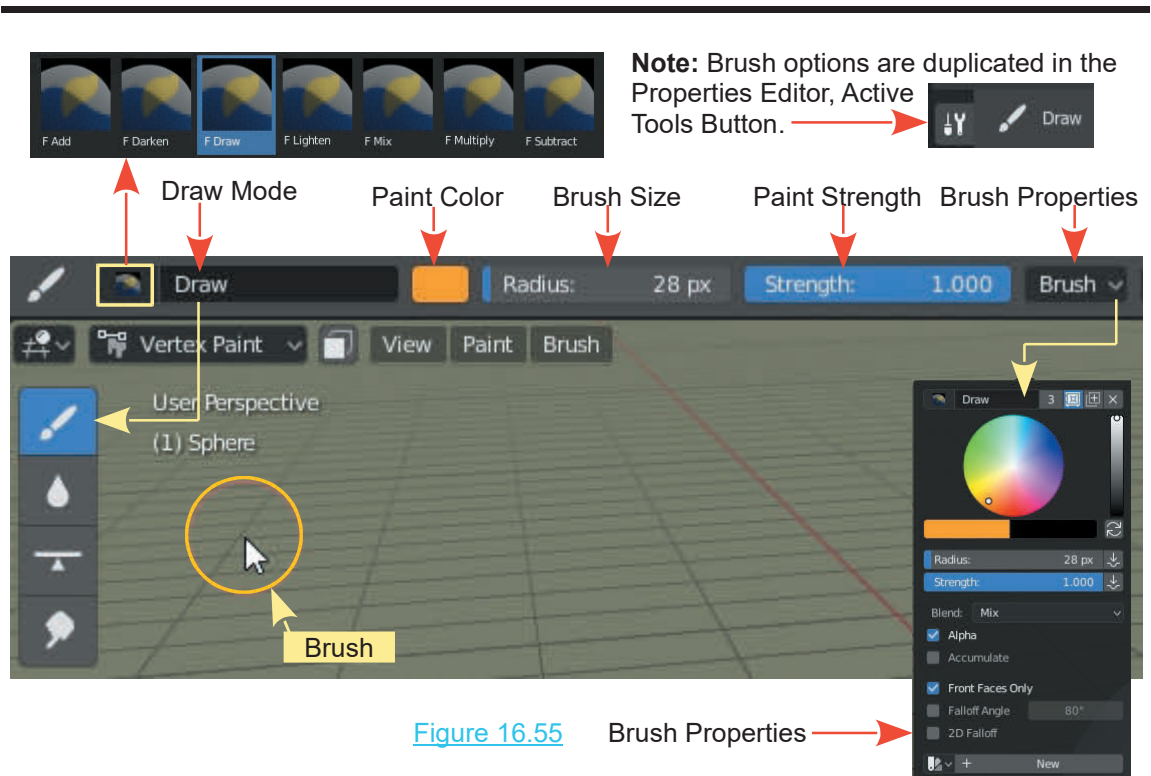 Note: Brush options are duplicated in the
Properties Editor, Active
Tools Button.
Draw
F Add
F Darken
F Draw
F Lighten
F Mix
F Multiply
F Subtract
Draw Mode
Paint Color
Brush Size
Paint Strength
Brush Properties
Draw
Radius: 28 px
Strength: 1.000
Brush
Vertex Paint
View
Paint
Brush
User Perspective
(1) Sphere
Brush
Draw 3
Radius: 28 px
Strength: 1.000
Blend: Mix
Alpha
Accumulate
Front Faces Only
Falloff Angle 80°
2D Falloff
New
Figure 16.55
Brush Properties